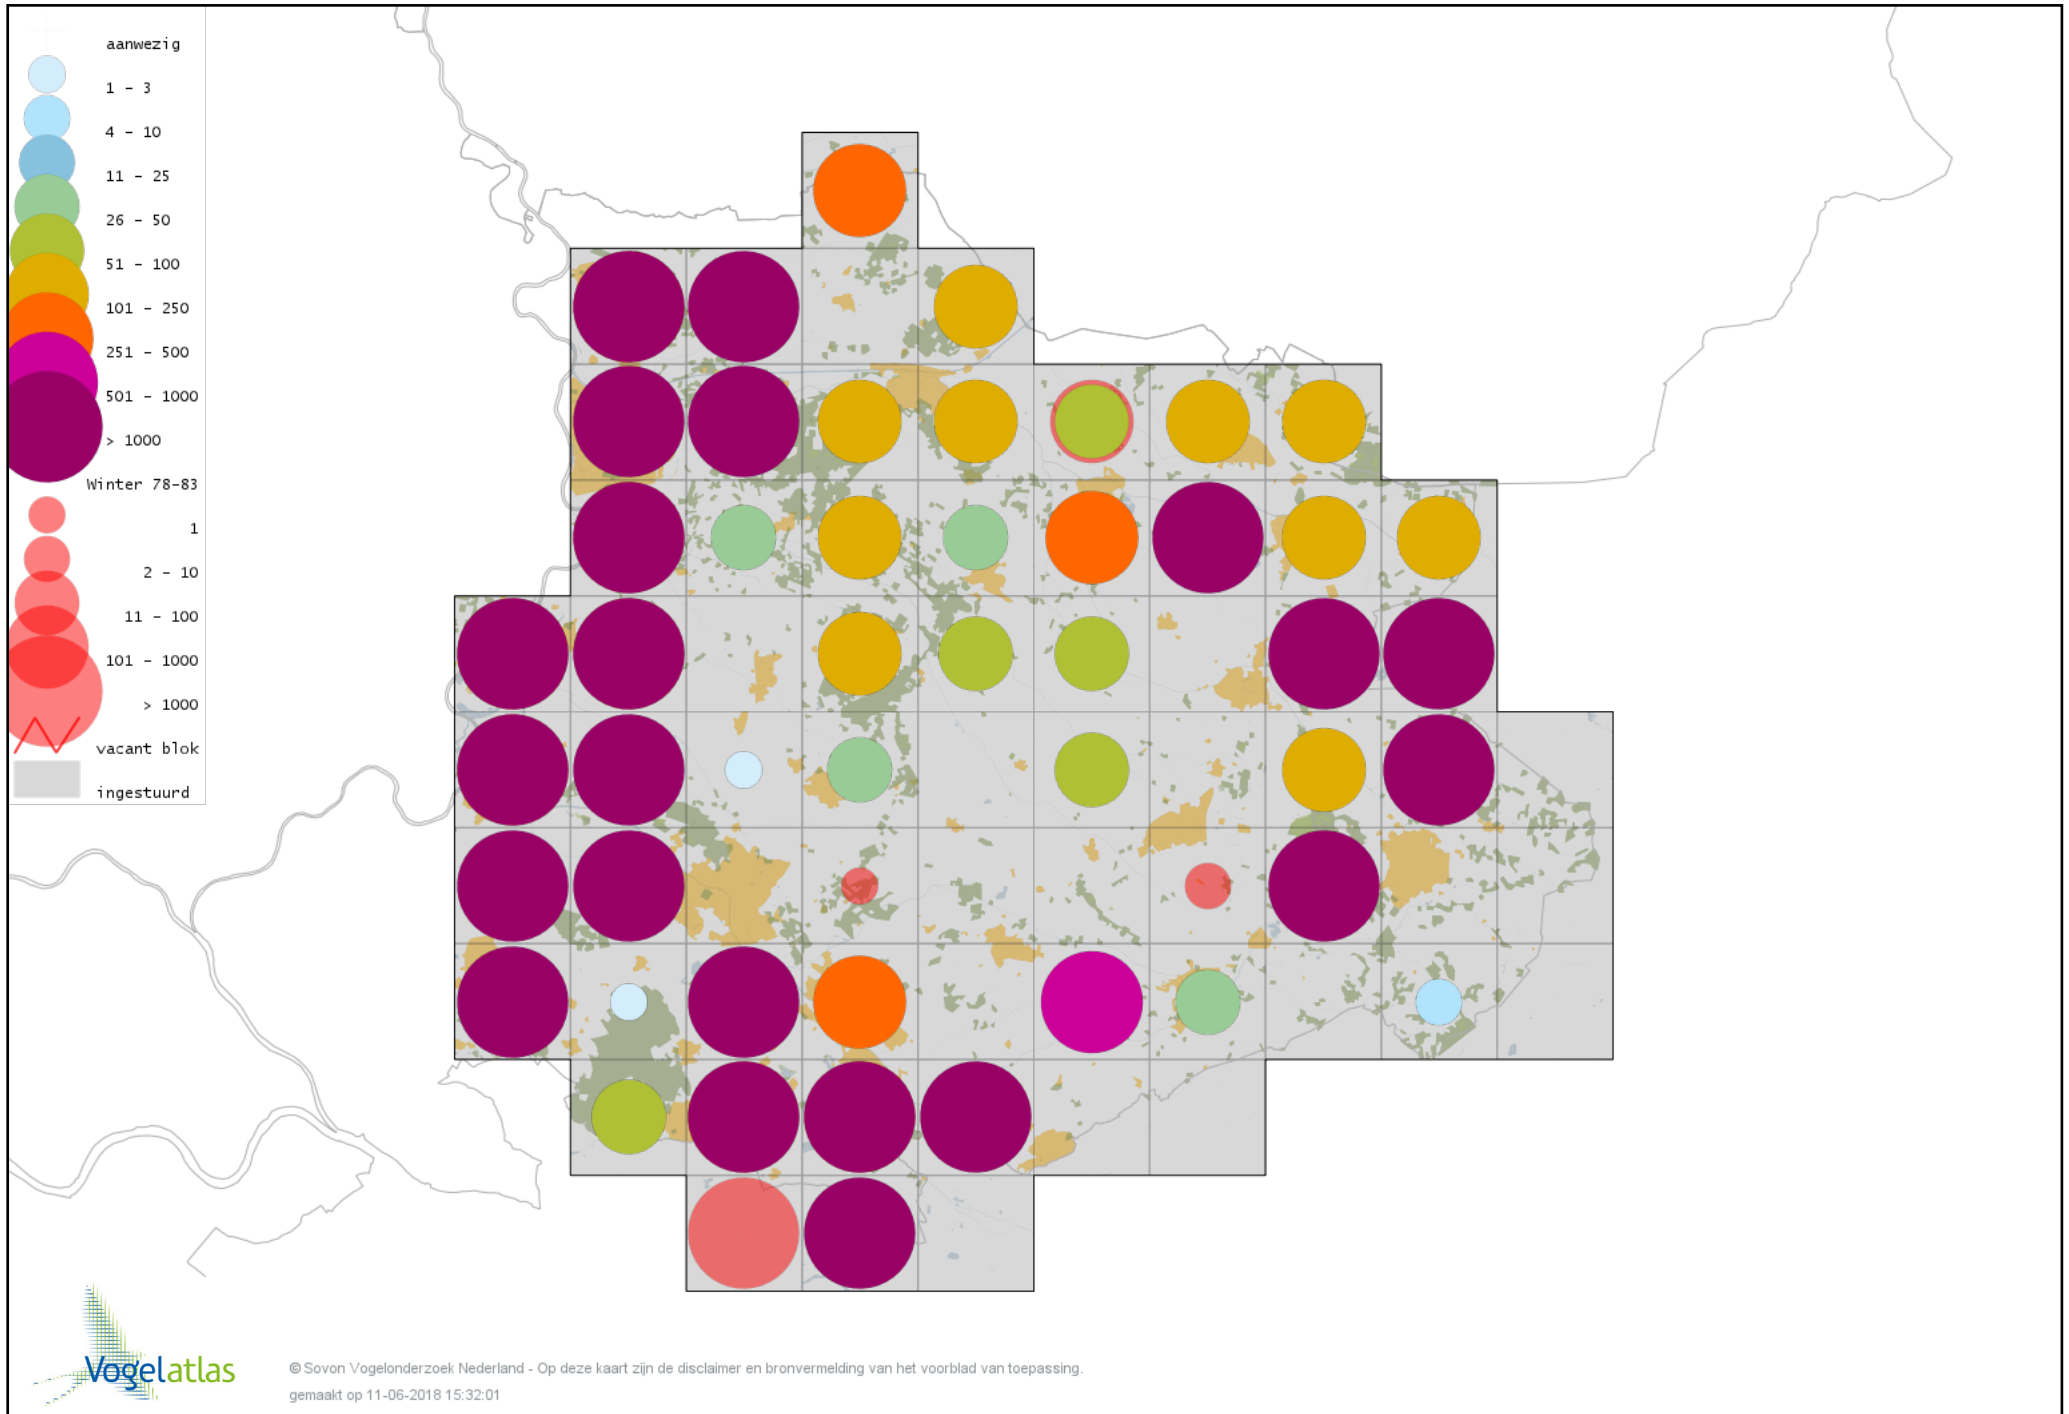 aanwezig
1 - 3
4 - 10
11 - 25
26 - 50
51 - 100
101 - 250
251 - 500
501 - 1000
> 1000
Winter 78-83
1
2 - 10
11 - 100
101 - 1000
> 1000
vacant blok
ingestuurd
Vogelatlas
© Sovon Vogelonderzoek Nederland - Op deze kaart zijn de disclaimer en bronvermelding van het voorblad van toepassing.
gemaakt op 11-06-2018 15:32:01